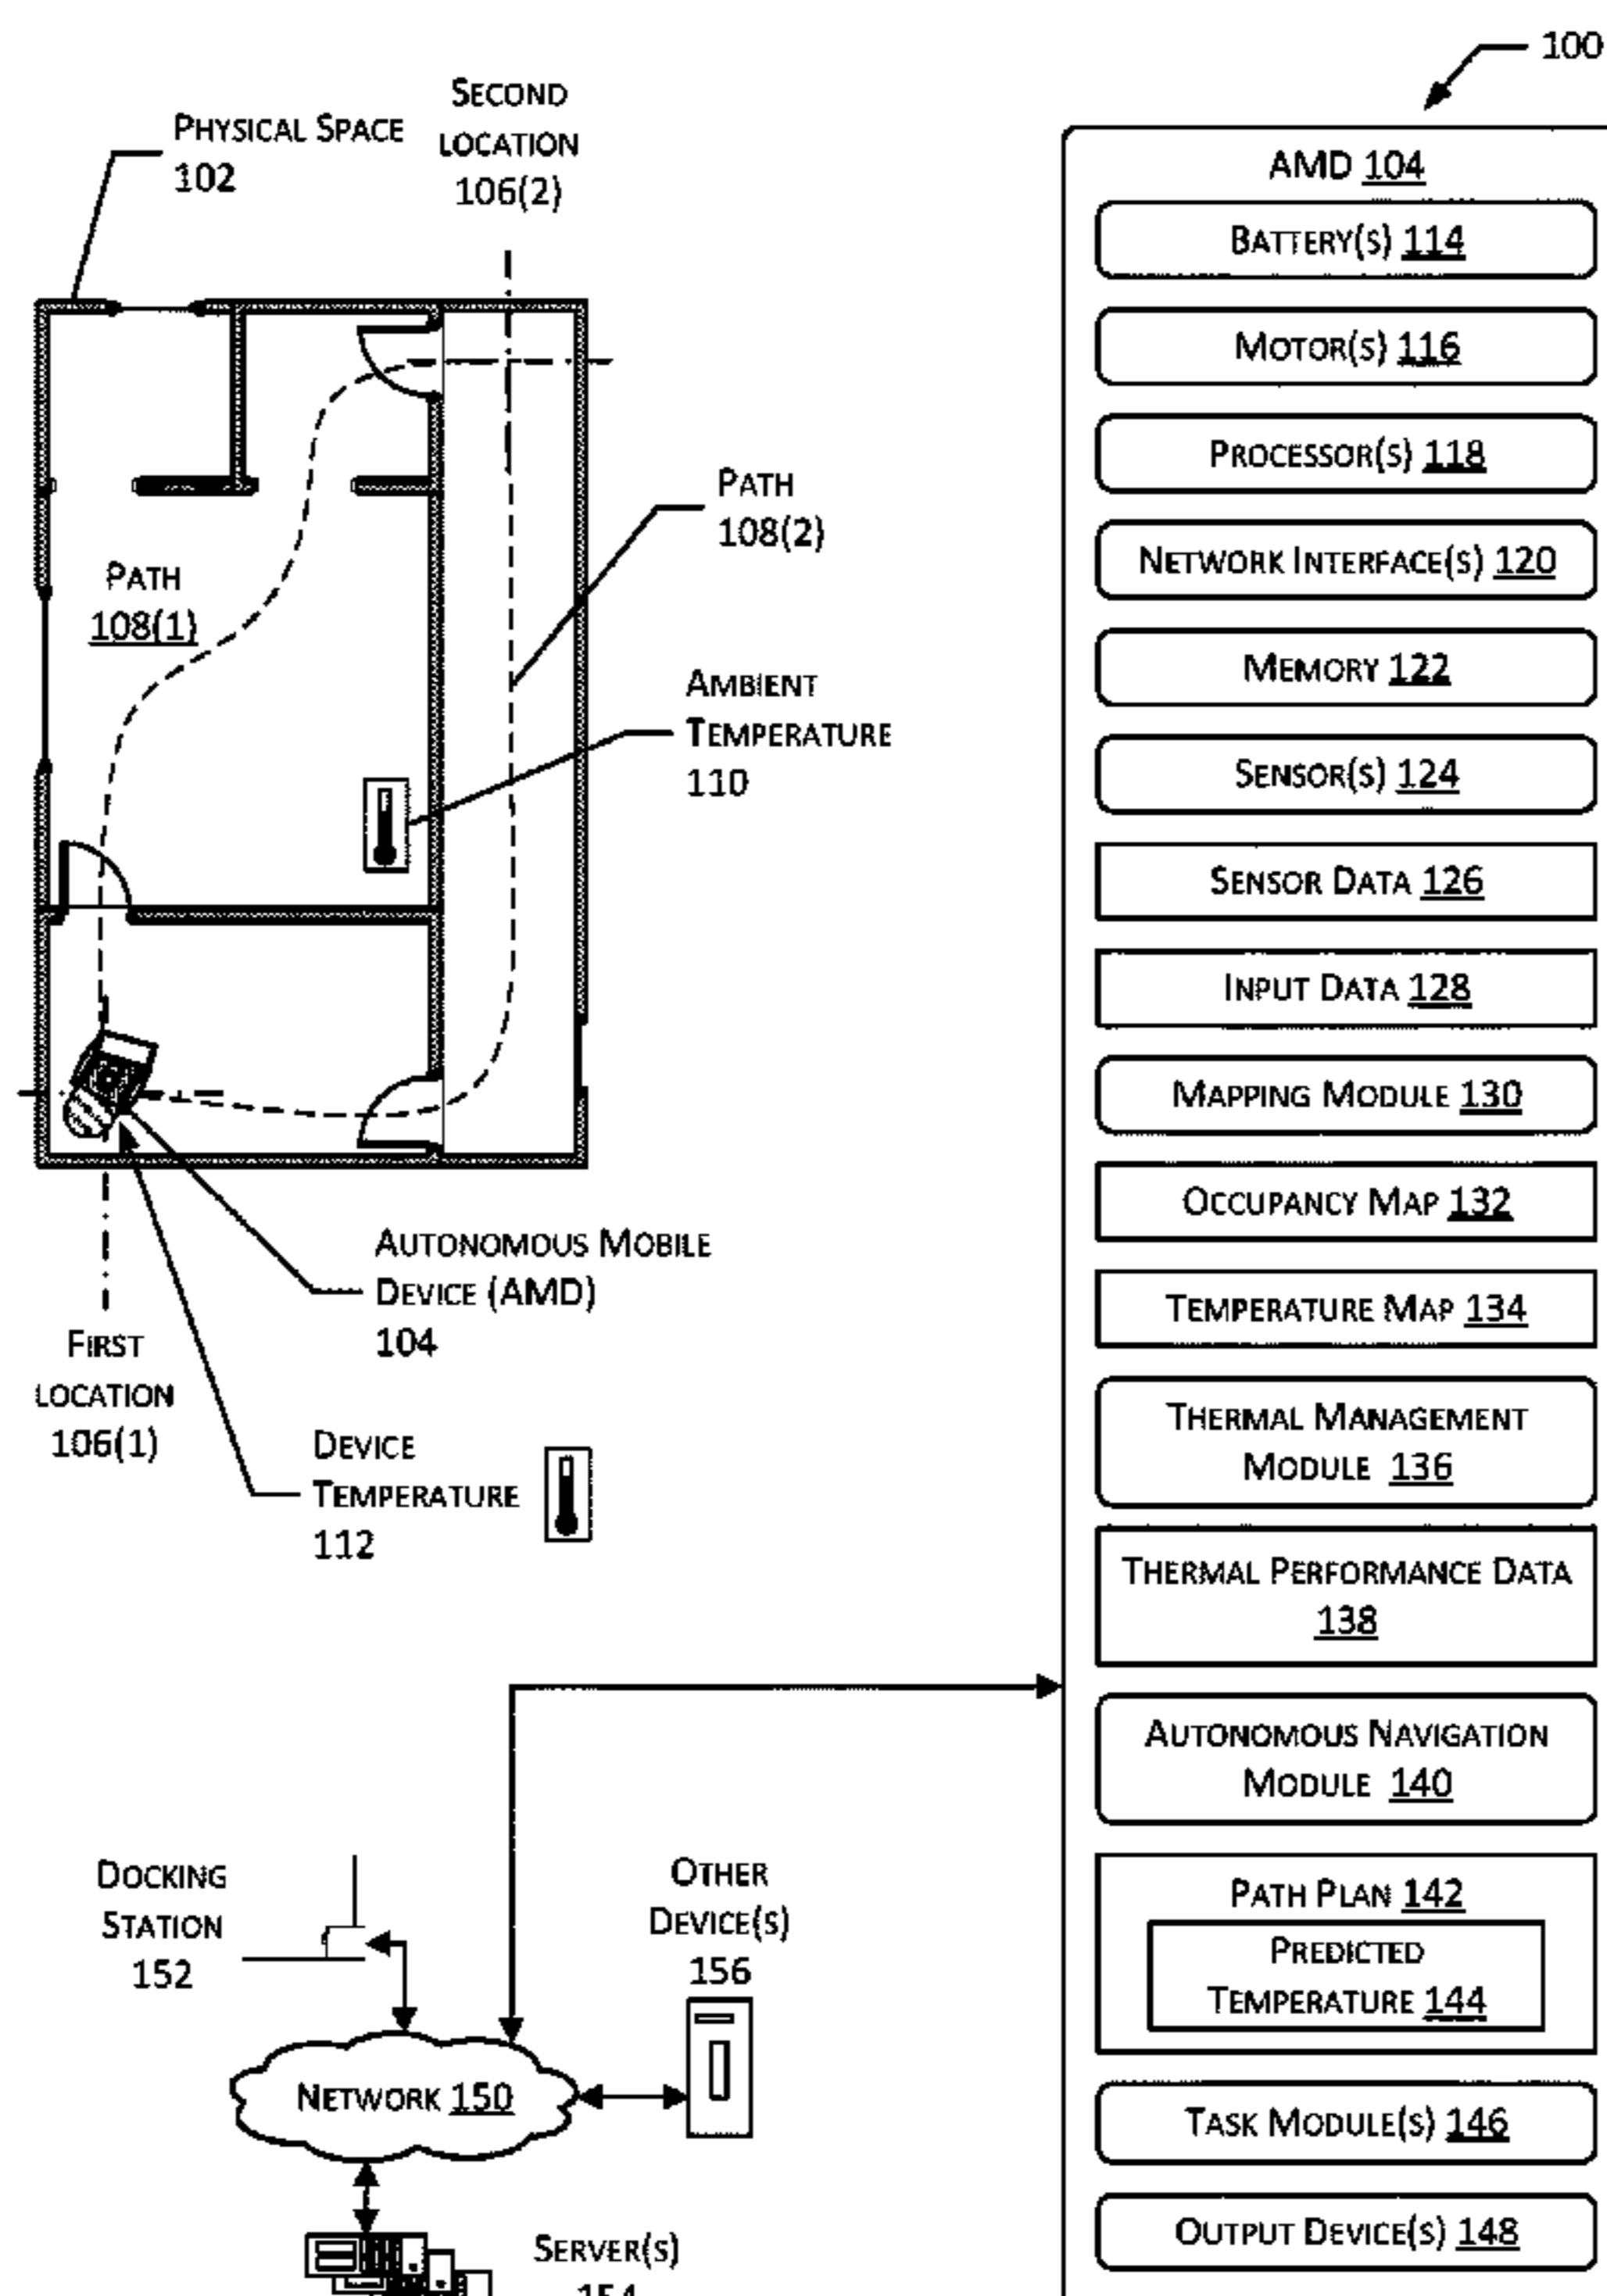 100
PHYSICAL SPACE
102
SECOND
LOCATION
106(2)
PATH
108(1)
PATH
108(2)
AMBIENT
TEMPERATURE
110
AUTONOMOUS MOBILE
DEVICE (AMD)
104
FIRST
LOCATION
106(1)
DEVICE
TEMPERATURE
112
DOCKING
STATION
152
OTHER
DEVICE(S)
156
NETWORK 150
SERVER(S)
154
AMD 104
BATTERY(S) 114
MOTOR(S) 116
PROCESSOR(S) 118
NETWORK INTERFACE(S) 120
MEMORY 122
SENSOR(S) 124
SENSOR DATA 126
INPUT DATA 128
MAPPING MODULE 130
OCCUPANCY MAP 132
TEMPERATURE MAP 134
THERMAL MANAGEMENT
MODULE 136
THERMAL PERFORMANCE DATA
138
AUTONOMOUS NAVIGATION
MODULE 140
PATH PLAN 142
PREDICTED
TEMPERATURE 144
TASK MODULE(S) 146
OUTPUT DEVICE(S) 148